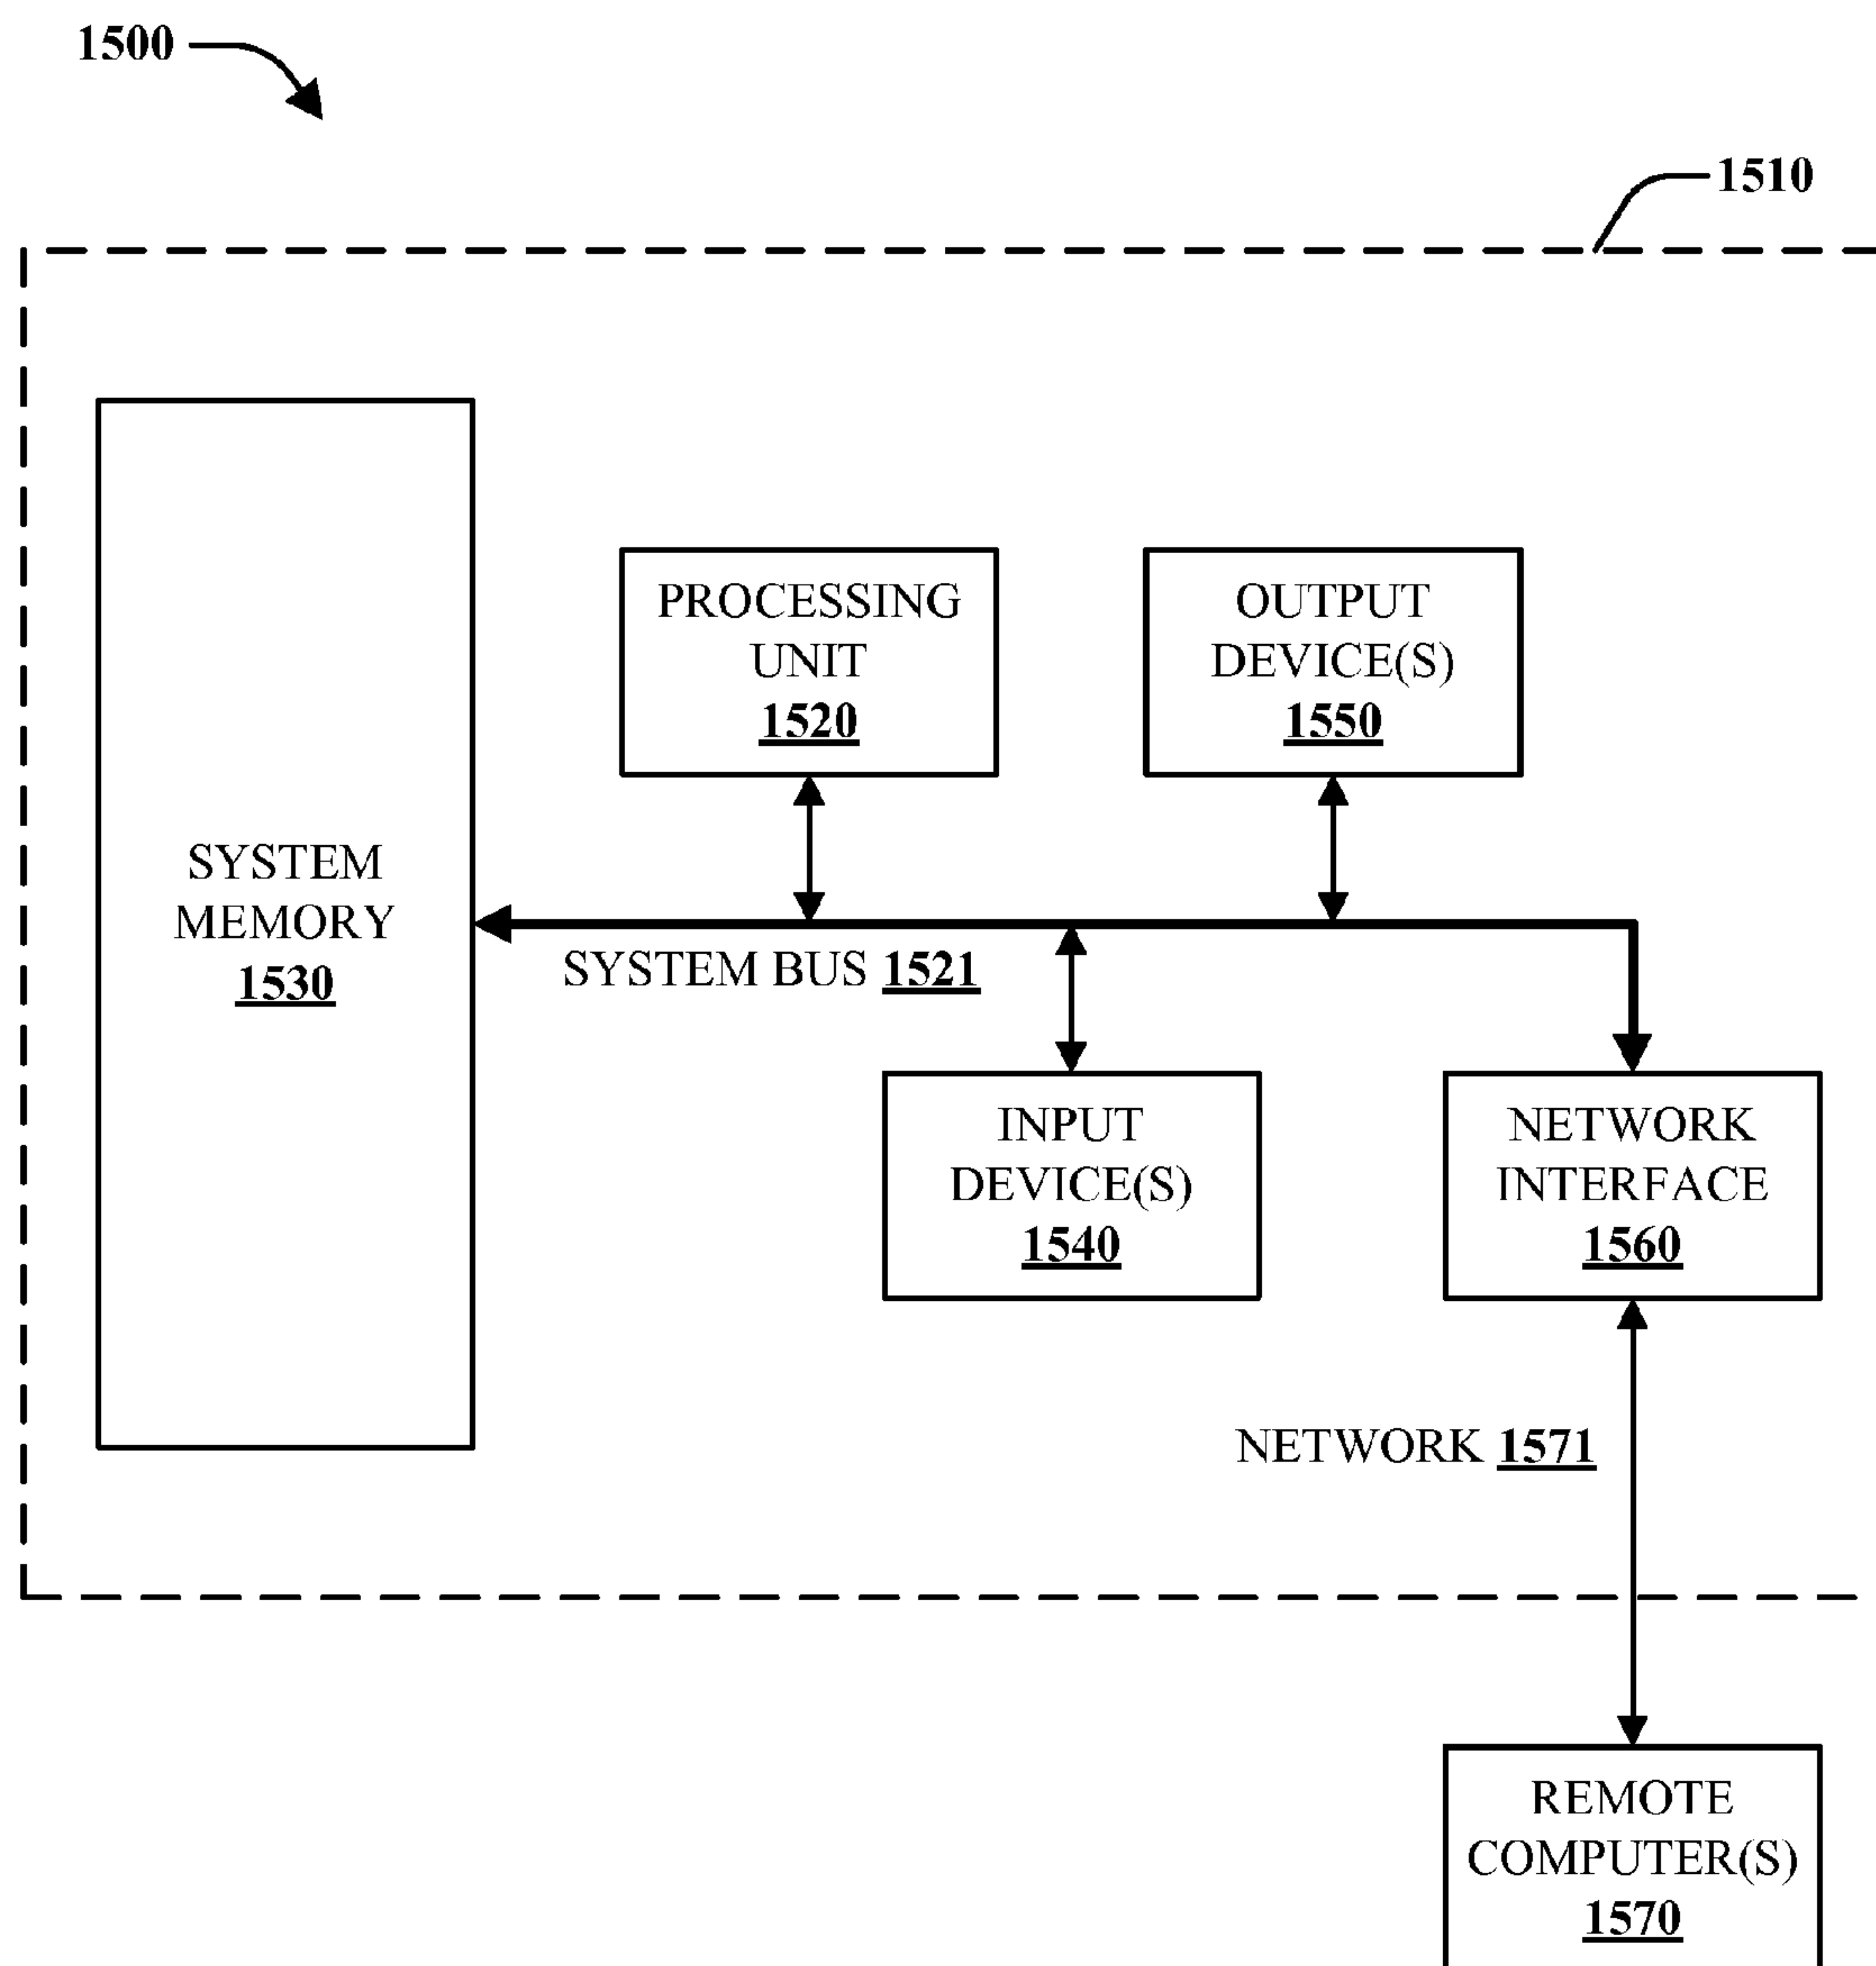 1500
1510
PROCESSING
UNIT
1520
OUTPUT
DEVICE(S)
1550
SYSTEM
MEMORY
1530
SYSTEM BUS 1521
INPUT
DEVICE(S)
1540
NETWORK
INTERFACE
1560
NETWORK 1571
REMOTE
COMPUTER(S)
1570